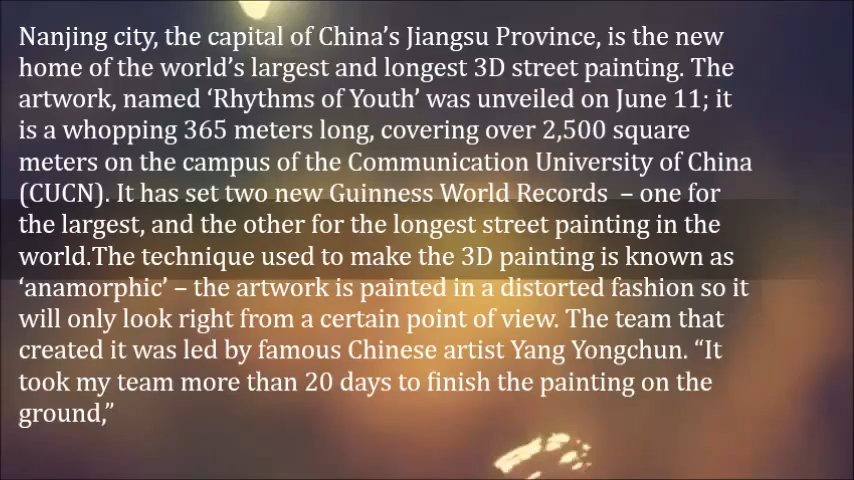 Nanjing city, the capital of China’s Jiangsu Province, is the new
home of the world’s largest and longest 3D street painting. The
artwork, named ‘Rhythms of Youth’ was unveiled on June 11; it
is a whopping 365 meters long, covering over 2,500 square
meters on the campus of the Communication University of China
(CUCN). It has set two new Guinness World Records  – one for
the largest, and the other for the longest street painting in the
world.The technique used to make the 3D painting is known as
‘anamorphic’ – the artwork is painted in a distorted fashion so it
will only look right from a certain point of view. The team that
created it was led by famous Chinese artist Yang Yongchun. “It
took my team more than 20 days to finish the painting on the
ground,”